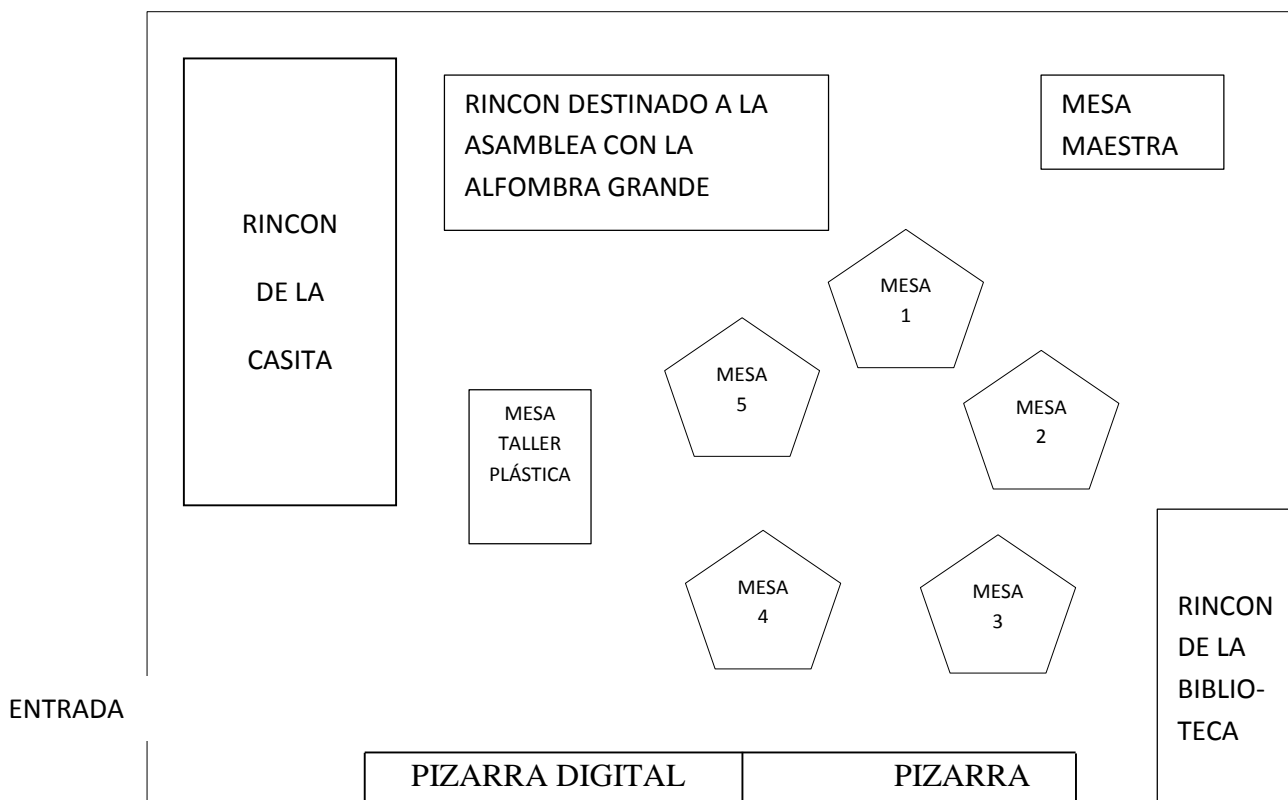 RINCON
DE LA
CASITA
RINCON DESTINADO A LA
ASAMBLEA CON LA
ALFOMBRA GRANDE
MESA
MAESTRA
MESA
1
MESA
5
MESA
2
MESA
TALLER
PLÁSTICA
MESA
4
MESA
3
RINCON
DE LA
BIBLIO-
TECA
ENTRADA
PIZARRA DIGITAL
PIZARRA